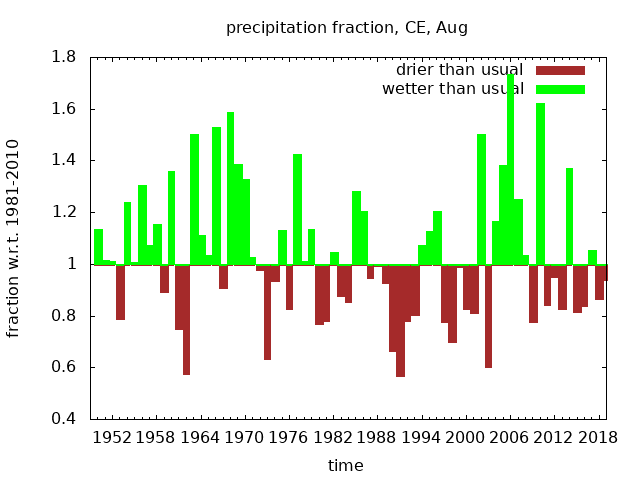 precipitation fraction, CE, Aug
drier than usual
wetter than usual
fraction w.r.t. 1981-2010
1.8
1.6
1.4
1.2
1
0.8
0.6
0.4
1952 1958 1964 1970 1976 1982 1988 1994 2000 2006 2012 2018
time